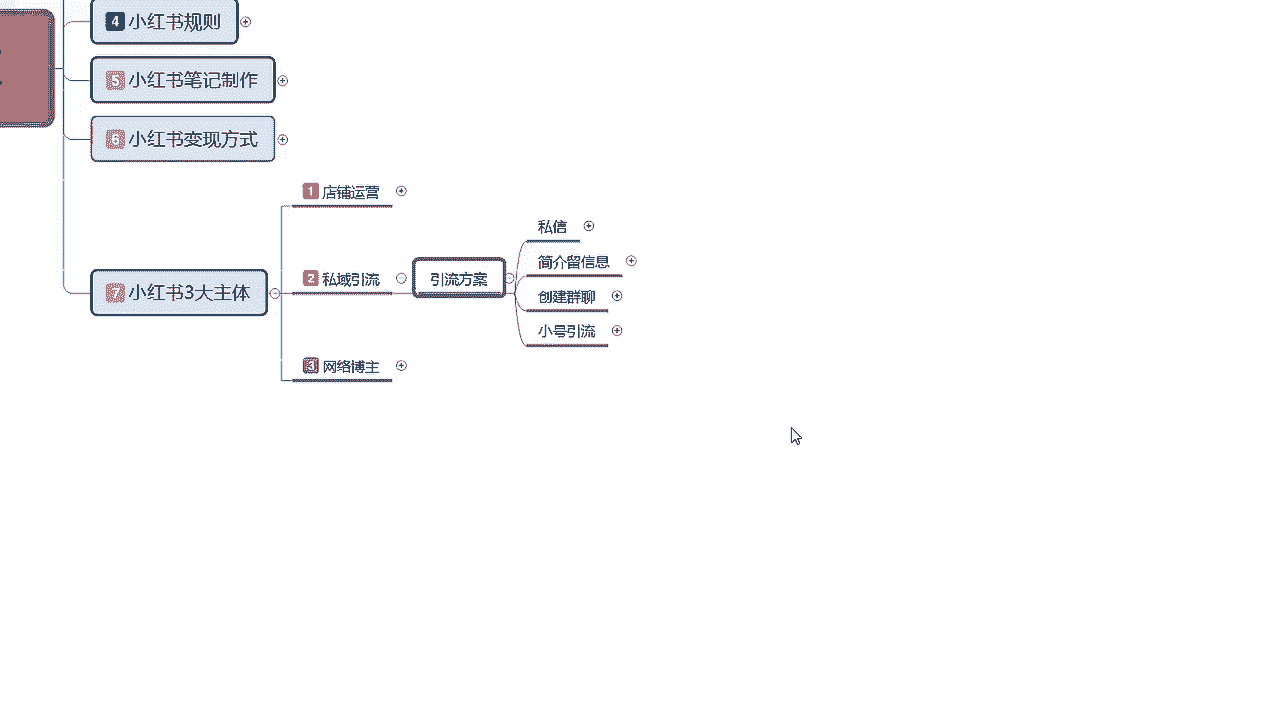 4 小红书规则
5 小红书笔记制作
6 小红书变现方式
7 小红书3大主体
1 店铺运营
2 私域引流
引流方案
私信
简介留信息
创建群聊
小号引流
3 网络博主